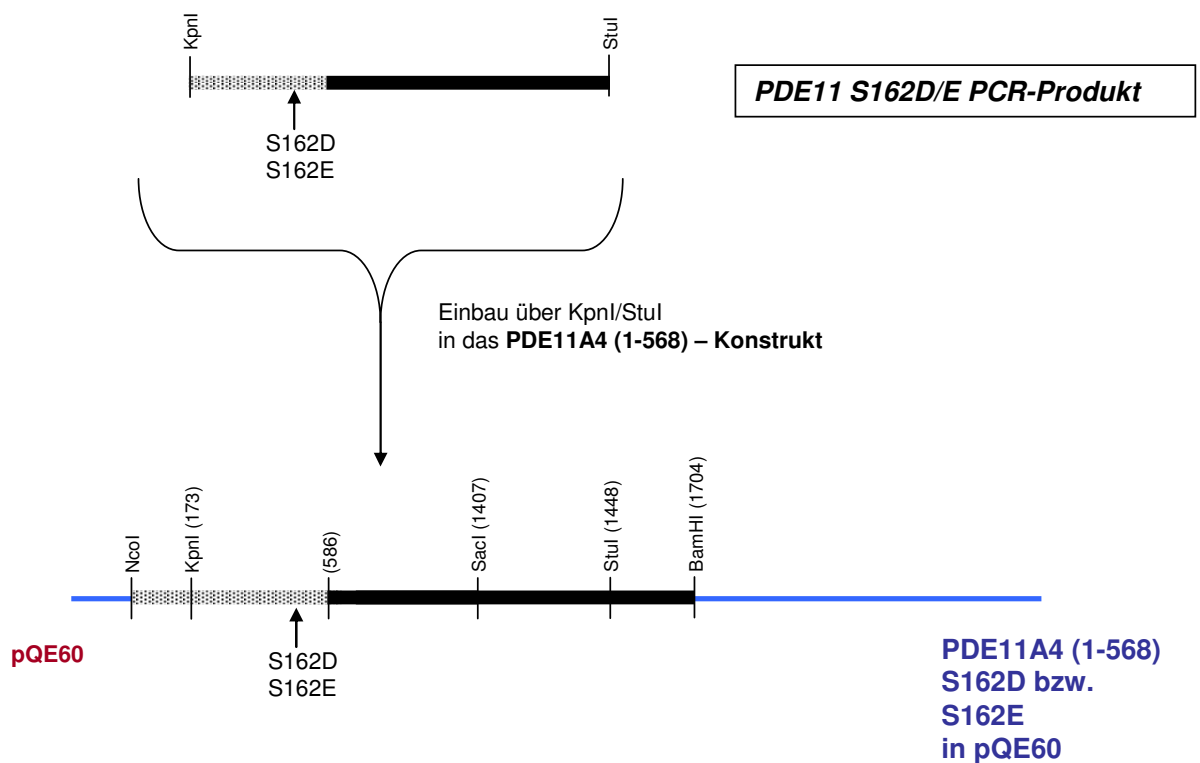 KpnI
StuI
PDE11 S162D/E PCR-Produkt
S162D
S162E
Einbau über KpnI/StuI
in das PDE11A4 (1-568) – Konstrukt
NcoI
KpnI (173)
(586)
SacI (1407)
StuI (1448)
BamHI (1704)
pQE60
S162D
S162E
PDE11A4 (1-568)
S162D bzw.
S162E
in pQE60